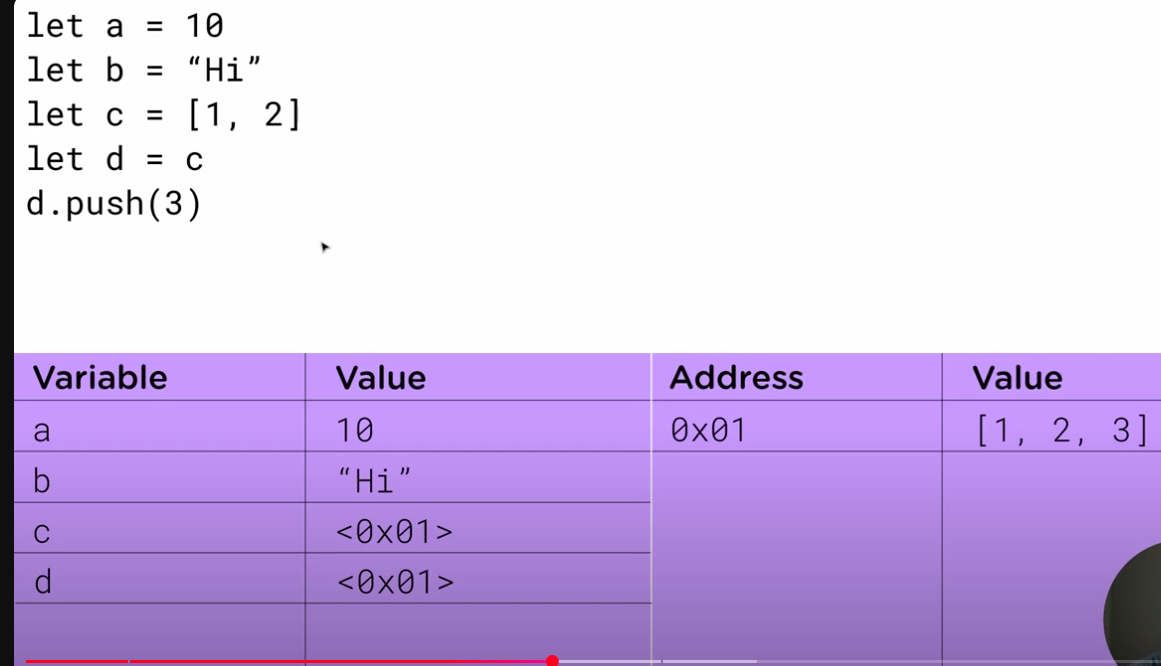 let a = 10
let b = “Hi”
let c = [1, 2]
let d = c
d.push(3)
Variable Value Address Value
a 10 0x01 [1, 2, 3]
b “Hi”
c <0x01>
d <0x01>